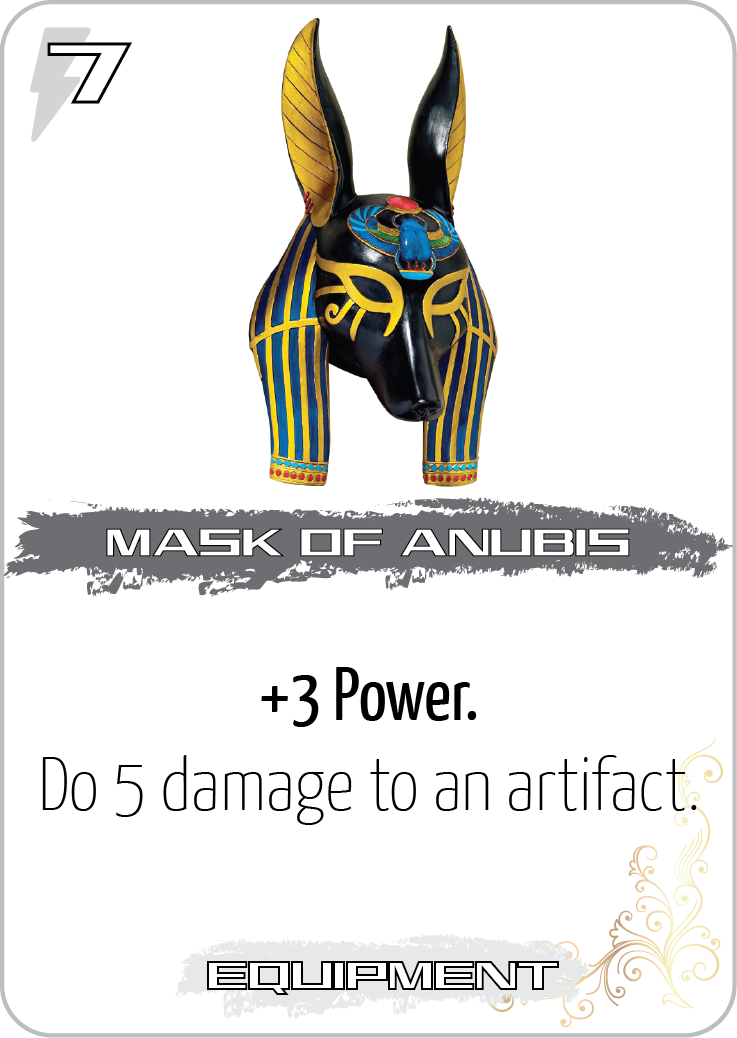 7
MASK OF ANUBIS
+3 Power.
Do 5 damage to an artifact.
EQUIPMENT